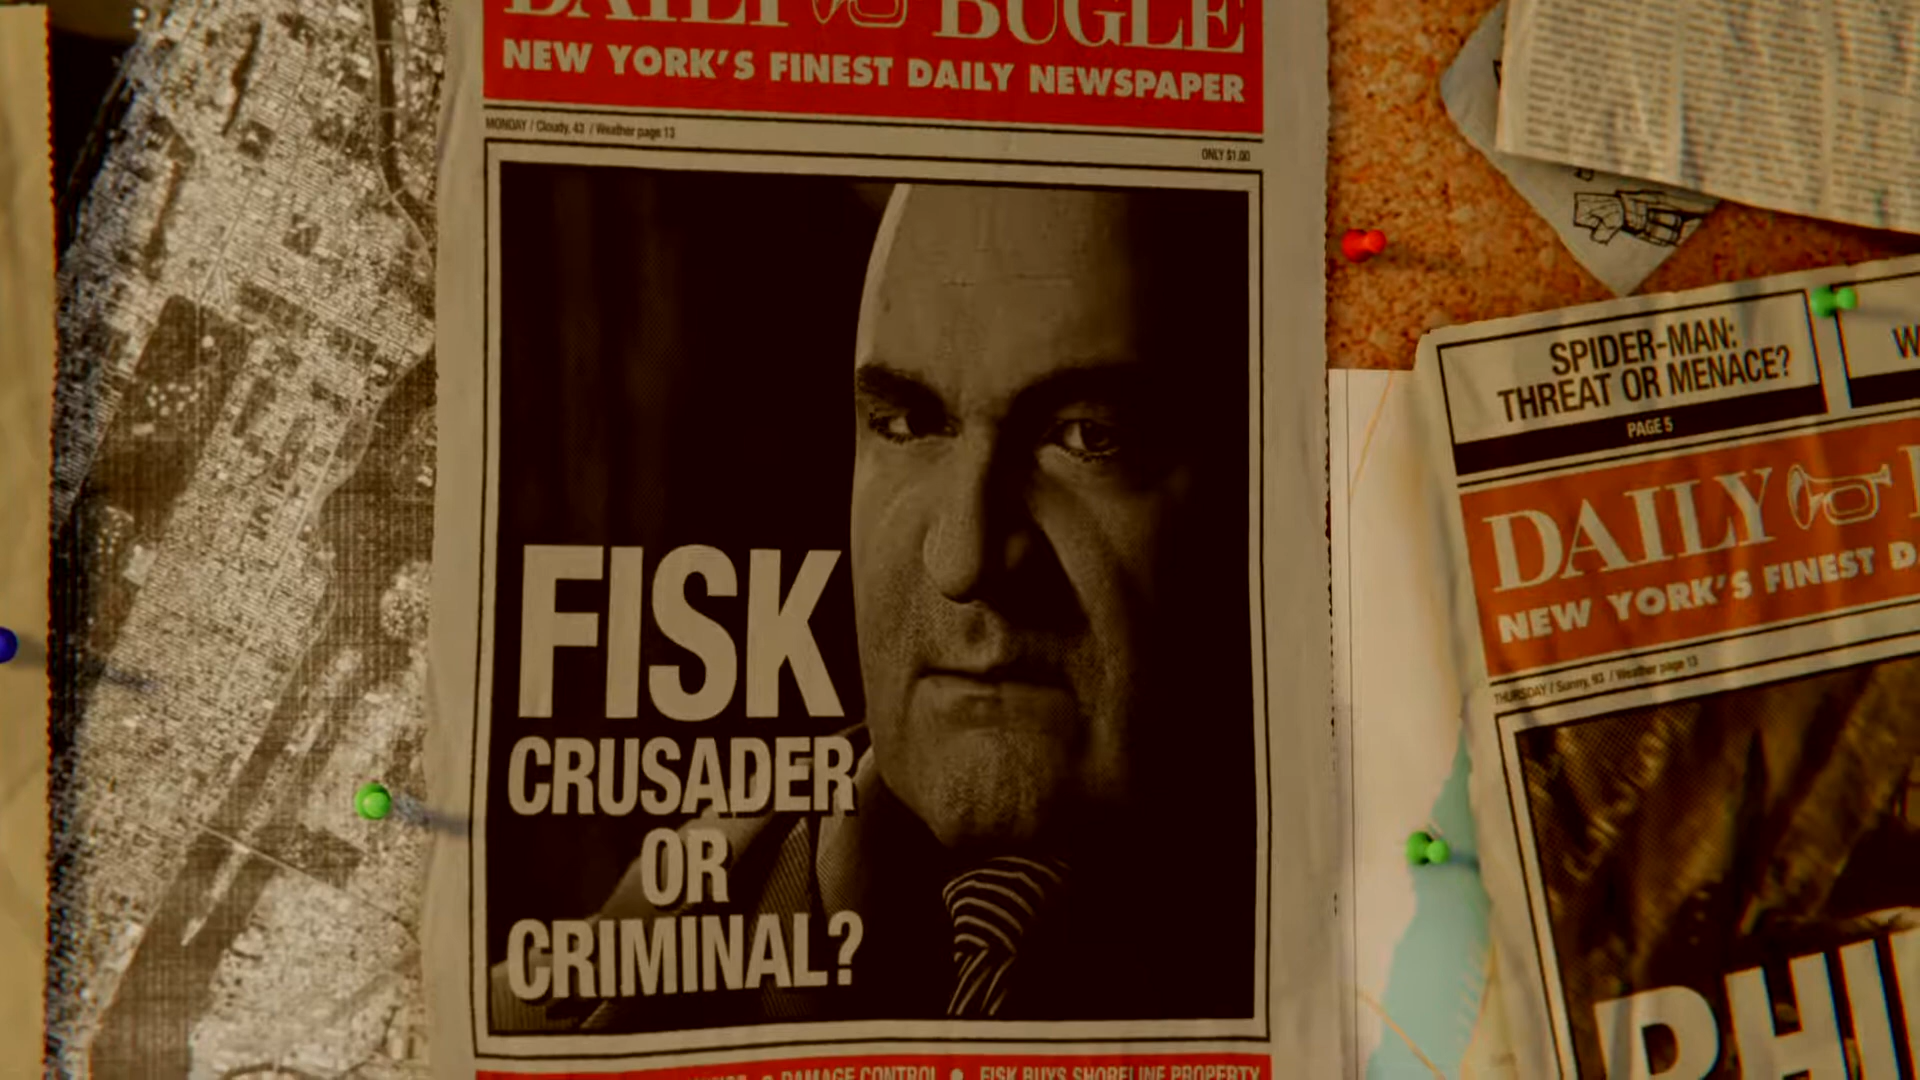 DAILY BUGLE
NEW YORK'S FINEST DAILY NEWSPAPER
MONDAY / Cloudy, 43 / Weather page 13
ONLY $1.00
FISK
CRUSADER
OR
CRIMINAL?
• DAMAGE CONTROL • FISK BUYS SHORELINE PROPERTY
SPIDER-MAN:
THREAT OR MENACE?
PAGE 5
DAILY
NEW YORK'S FINEST D
THURSDAY / Sunny, 93 / Weather page 13
PHI